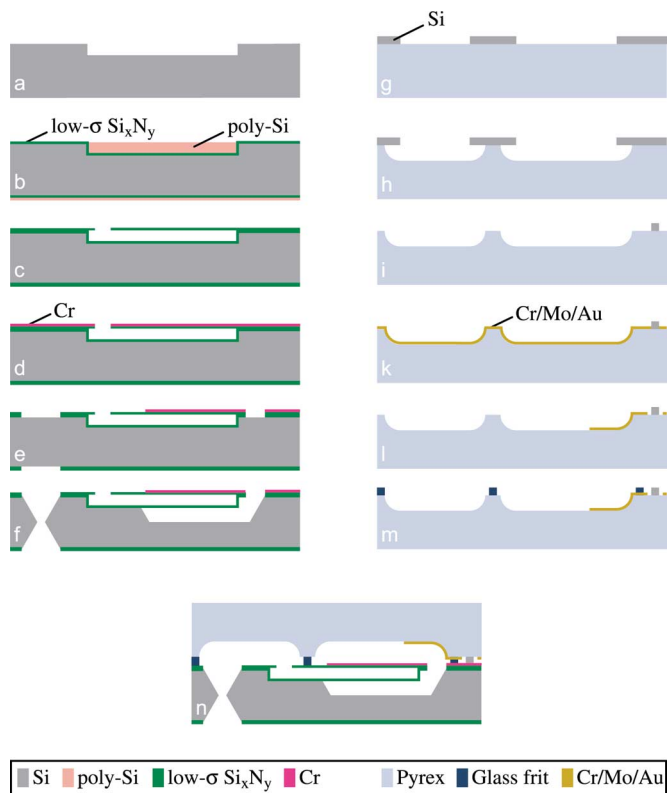 a
low-σ SixNy
poly-Si
b
c
Cr
d
e
f
Si
g
h
i
Cr/Mo/Au
k
l
m
n
Si poly-Si low-σ SixNy Cr Pyrex Glass frit Cr/Mo/Au